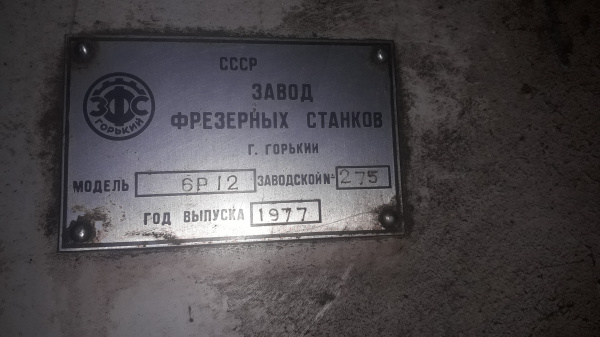 СССР
ЗАВОД
ФРЕЗЕРНЫХ СТАНКОВ
Г. ГОРЬКИЙ
ЗФС
ГОРЬКИЙ
МОДЕЛЬ 6Р12 ЗАВОДСКОЙ № 275
ГОД ВЫПУСКА 1977